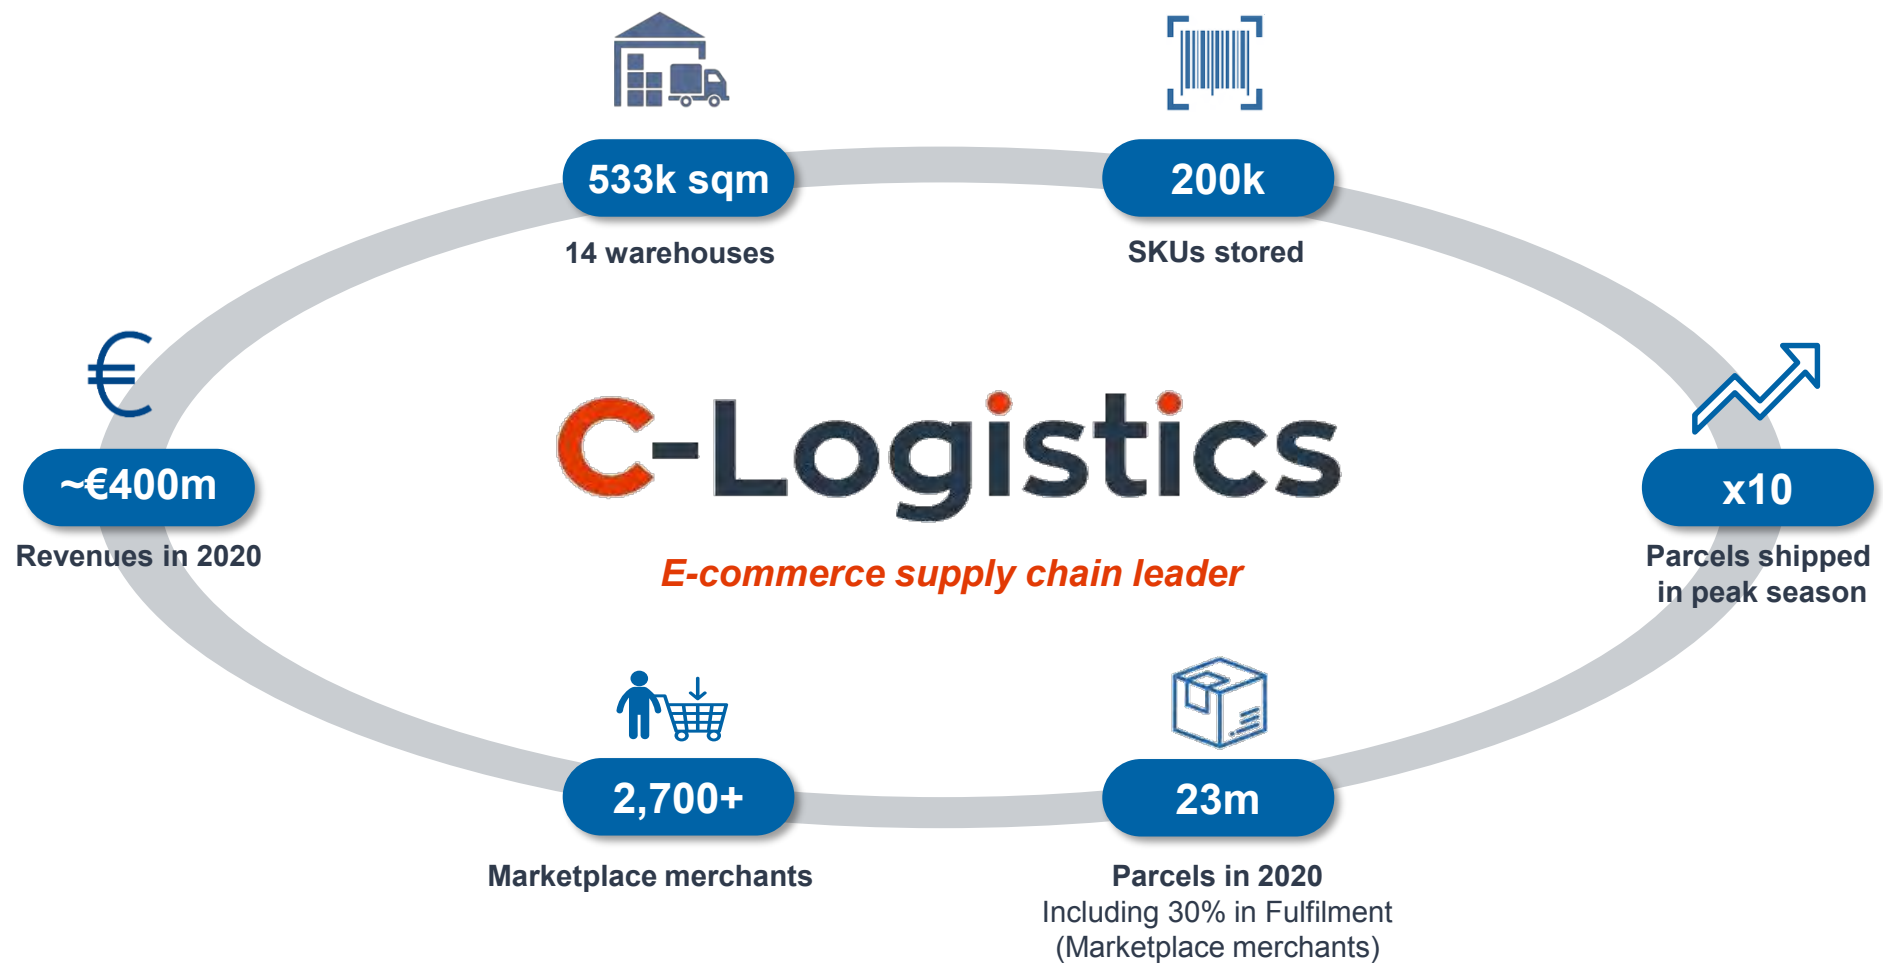 533k sqm
14 warehouses
200k
SKUs stored
€
~€400m
Revenues in 2020
C-Logistics
E-commerce supply chain leader
x10
Parcels shipped
in peak season
2,700+
Marketplace merchants
23m
Parcels in 2020
Including 30% in Fulfilment
(Marketplace merchants)